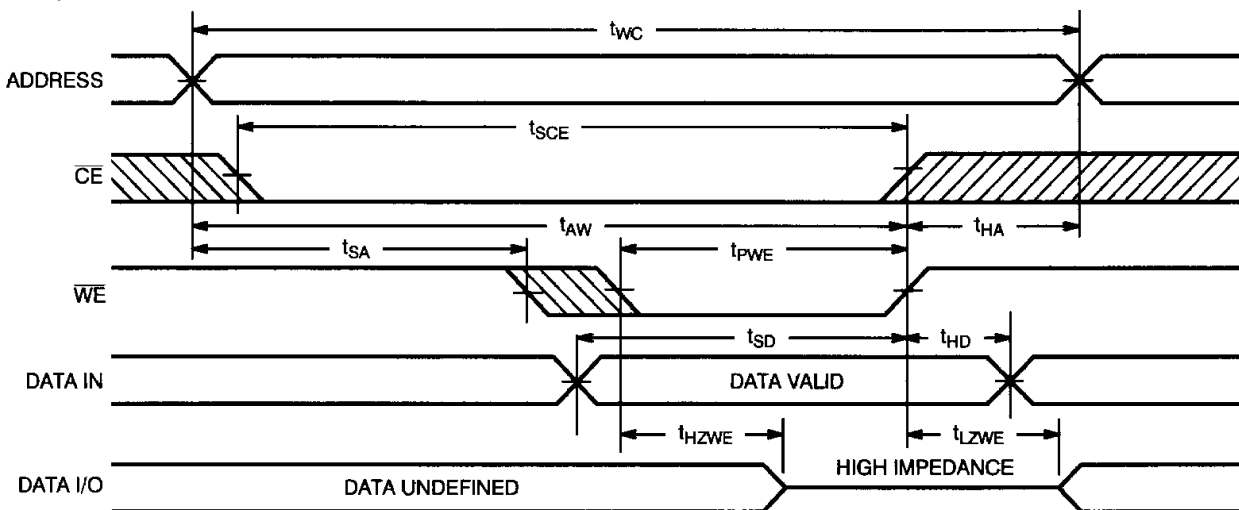 tWC
ADDRESS
tSCE
CE
tAW
tHA
tSA
tPWE
WE
tSD
tHD
DATA IN
DATA VALID
tHZWE
tLZWE
HIGH IMPEDANCE
DATA I/O
DATA UNDEFINED